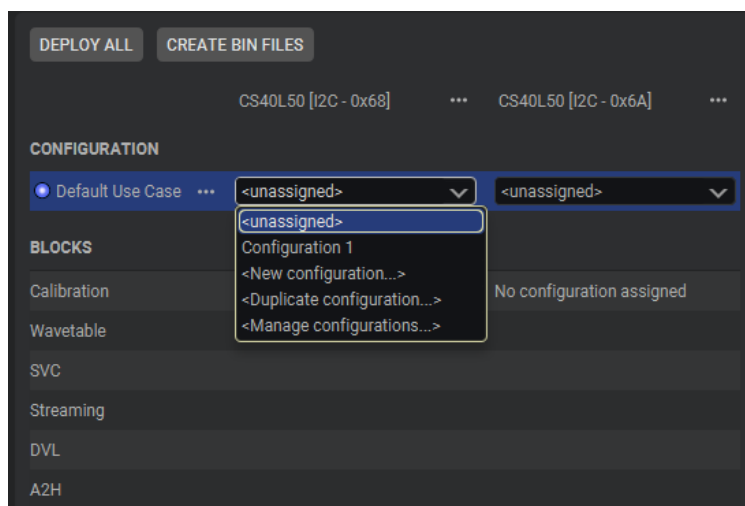 DEPLOY ALL CREATE BIN FILES
CS40L50 [I2C - 0x68] ••• CS40L50 [I2C - 0x6A] •••
CONFIGURATION
Default Use Case ••• <unassigned> <unassigned>
<unassigned>
BLOCKS Configuration 1
<New configuration...>
Calibration <Duplicate configuration...> No configuration assigned
Wavetable <Manage configurations...>
SVC
Streaming
DVL
A2H